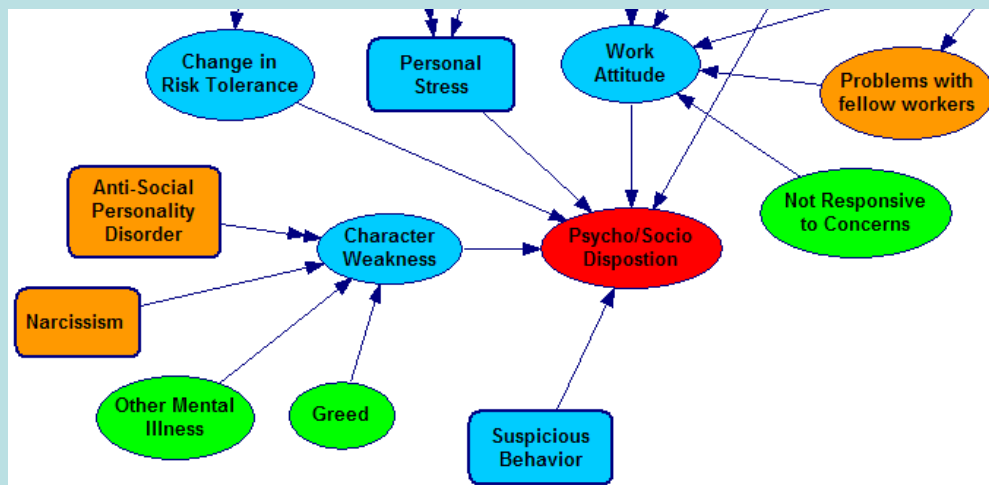 Change in
Risk Tolerance
Personal
Stress
Work
Attitude
Problems with
fellow workers
Anti-Social
Personality
Disorder
Character
Weakness
Psycho/Socio
Dispostion
Not Responsive
to Concerns
Narcissism
Other Mental
Illness
Greed
Suspicious
Behavior